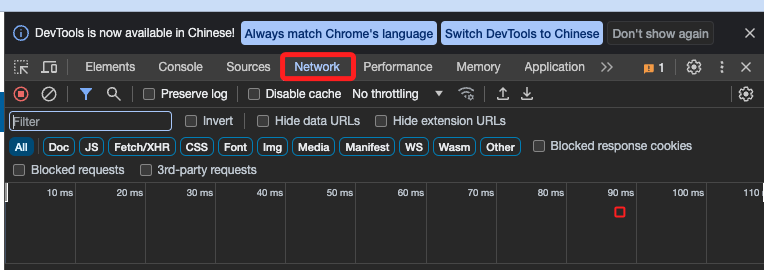 DevTools is now available in Chinese! Always match Chrome's language Switch DevTools to Chinese Don't show again
Elements Console Sources Network Performance Memory Application 1
Preserve log Disable cache No throttling
Filter Invert Hide data URLs Hide extension URLs
All Doc JS Fetch/XHR CSS Font Img Media Manifest WS Wasm Other Blocked response cookies
Blocked requests 3rd-party requests
10 ms 20 ms 30 ms 40 ms 50 ms 60 ms 70 ms 80 ms 90 ms 100 ms 110